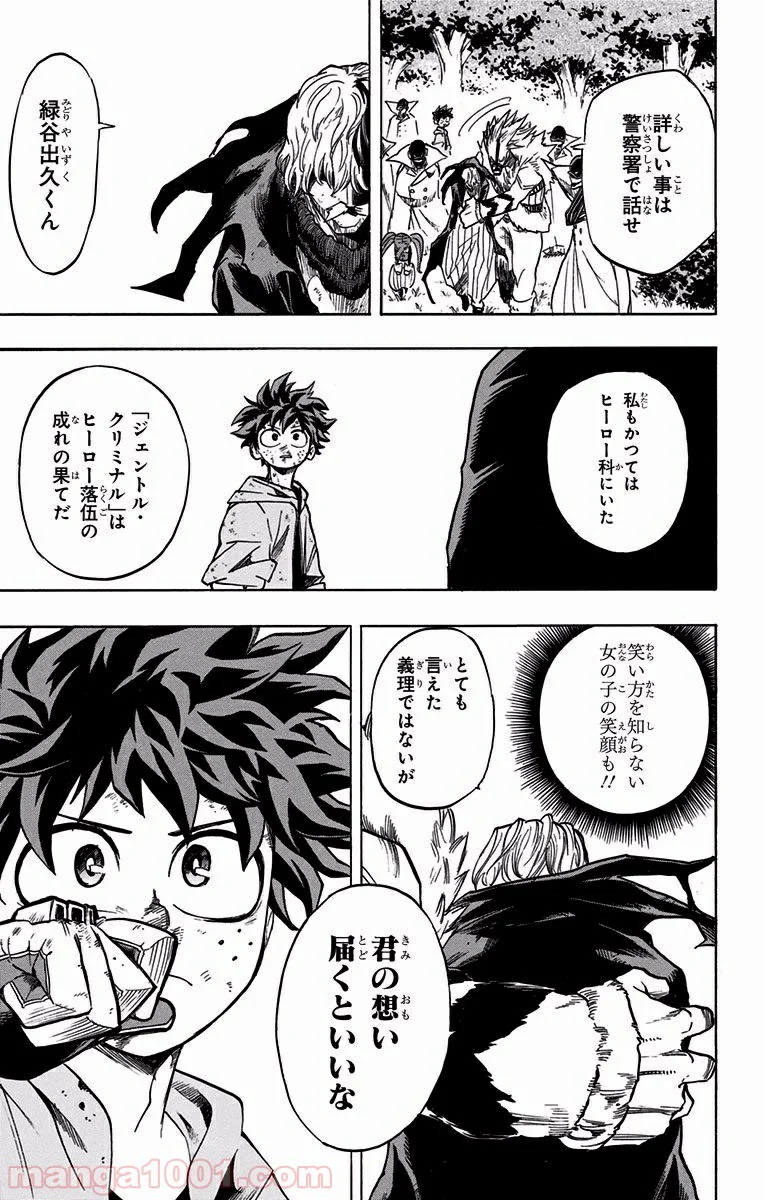 詳しい事は
警察署で話せ
緑谷出久くん
私もかつては
ヒーロー科にいた
「ジェントル・
クリミナル」は
ヒーロー落伍の
成れの果てだ
笑い方を知らない
女の子の笑顔も!!
とても
言えた
義理ではないが
君の想い
届くといいな
manga1001.com